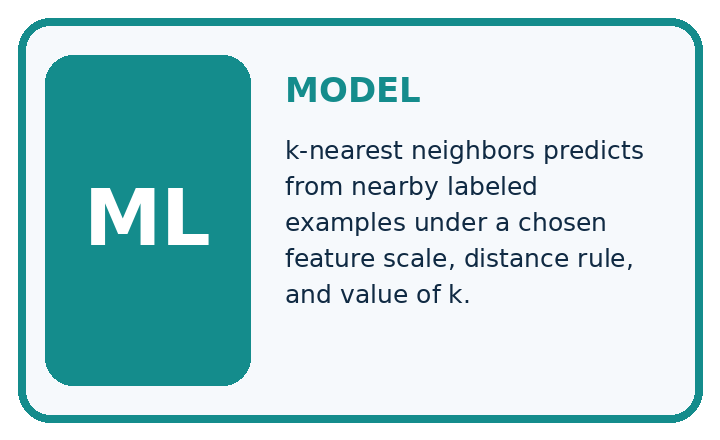 ML
MODEL
k-nearest neighbors predicts
from nearby labeled
examples under a chosen
feature scale, distance rule,
and value of k.